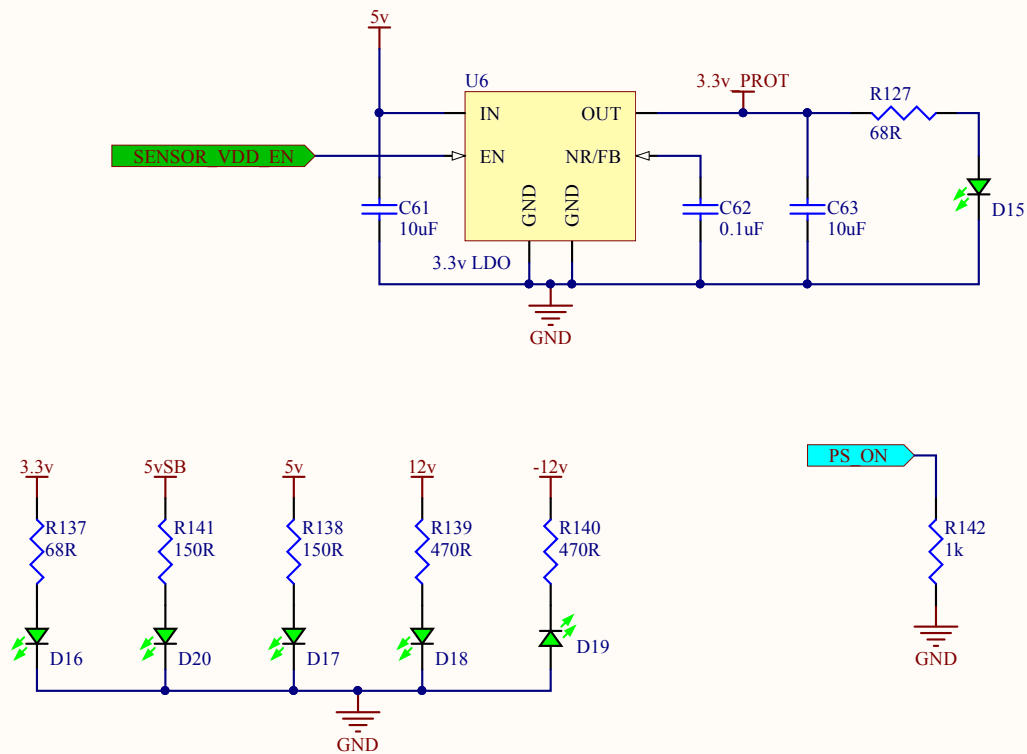 5v
U6
3.3v_PROT
R127
68R
IN
OUT
SENSOR_VDD_EN
EN
NR/FB
GND
GND
C61
10uF
C62
0.1uF
C63
10uF
D15
3.3v LDO
GND
3.3v
5vSB
5v
12v
-12v
PS_ON
R137
68R
R141
150R
R138
150R
R139
470R
R140
470R
R142
1k
D16
D20
D17
D18
D19
GND
GND